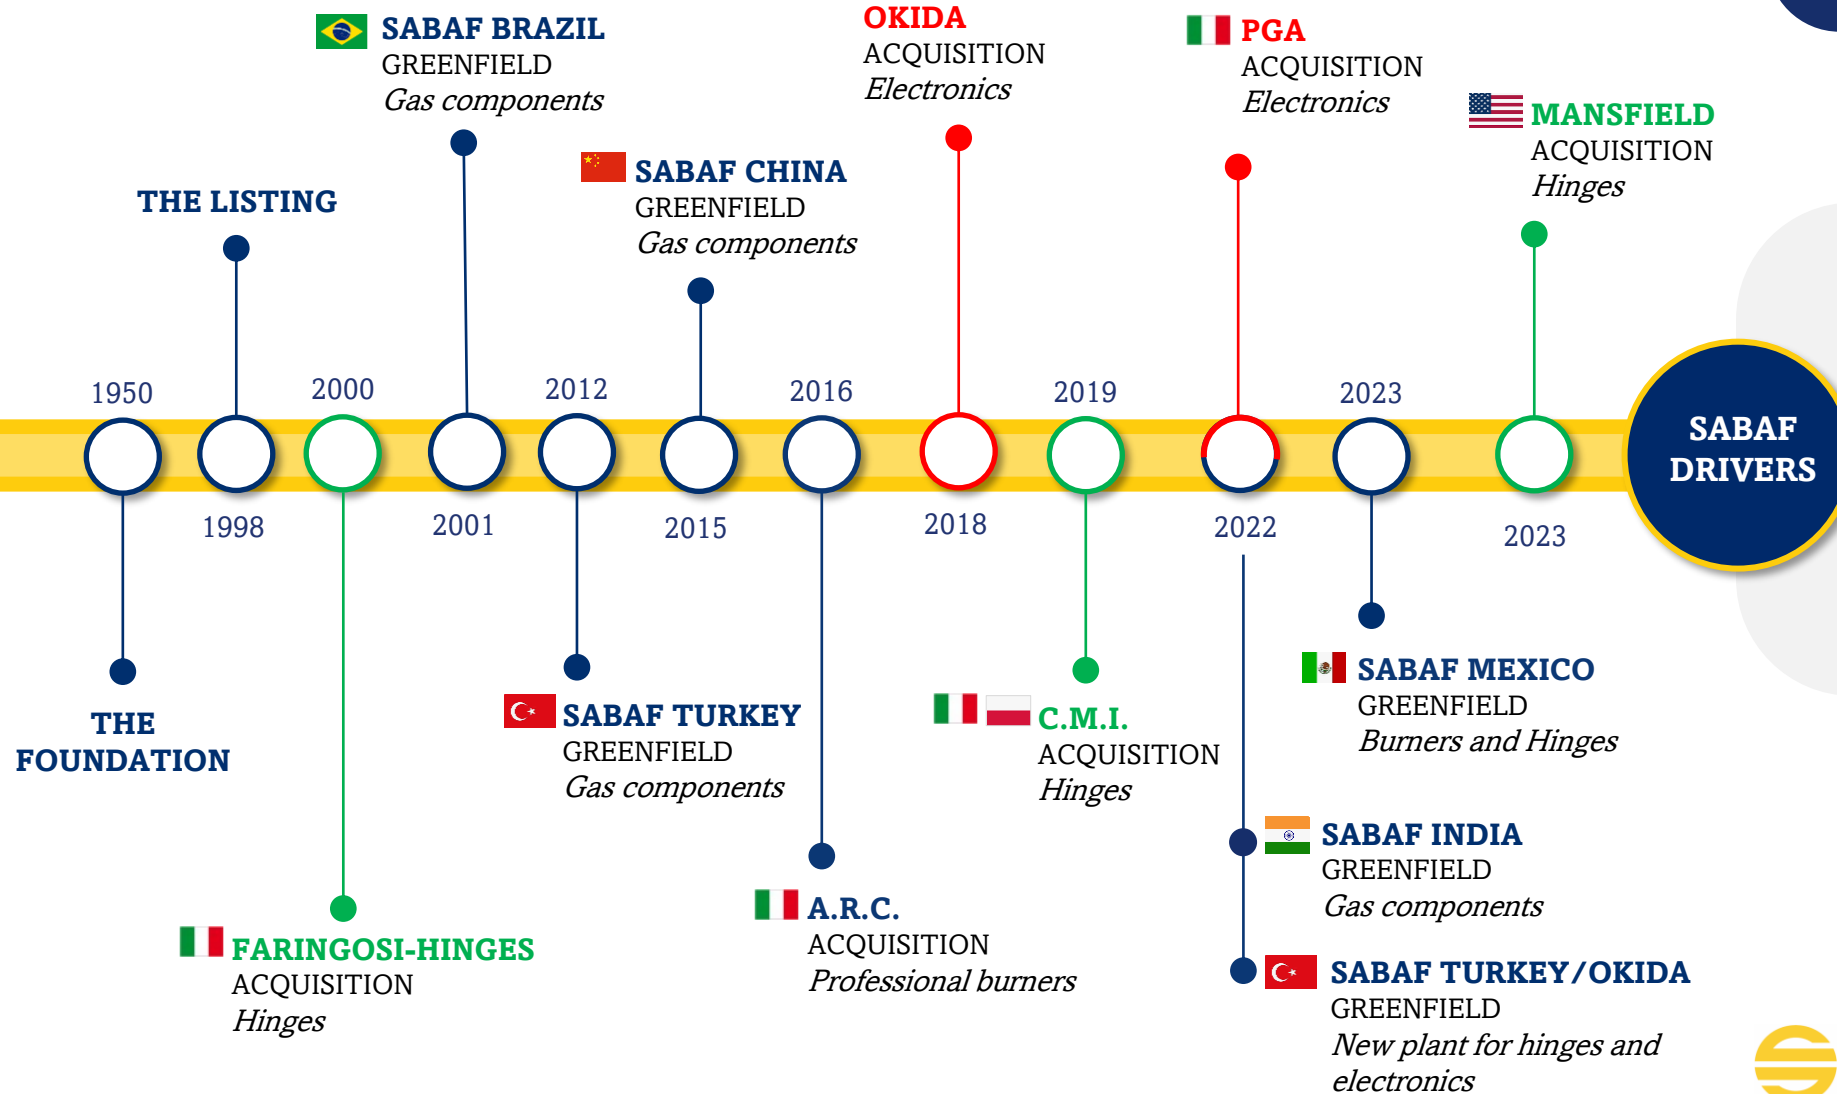 SABAF BRAZIL
GREENFIELD
Gas components
OKIDA
ACQUISITION
Electronics
PGA
ACQUISITION
Electronics
MANSFIELD
ACQUISITION
Hinges
THE LISTING
SABAF CHINA
GREENFIELD
Gas components
1950
2000
2012
2016
2019
2023
1998
2001
2015
2018
2022
2023
SABAF
DRIVERS
THE
FOUNDATION
SABAF TURKEY
GREENFIELD
Gas components
C.M.I.
ACQUISITION
Hinges
SABAF MEXICO
GREENFIELD
Burners and Hinges
FARINGOSI-HINGES
ACQUISITION
Hinges
A.R.C.
ACQUISITION
Professional burners
SABAF INDIA
GREENFIELD
Gas components
SABAF TURKEY/OKIDA
GREENFIELD
New plant for hinges and
electronics